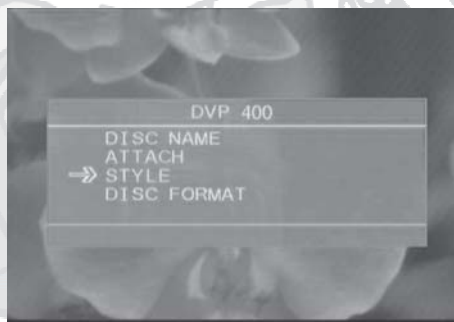 DVP 400
DISC NAME
ATTACH
STYLE
DISC FORMAT